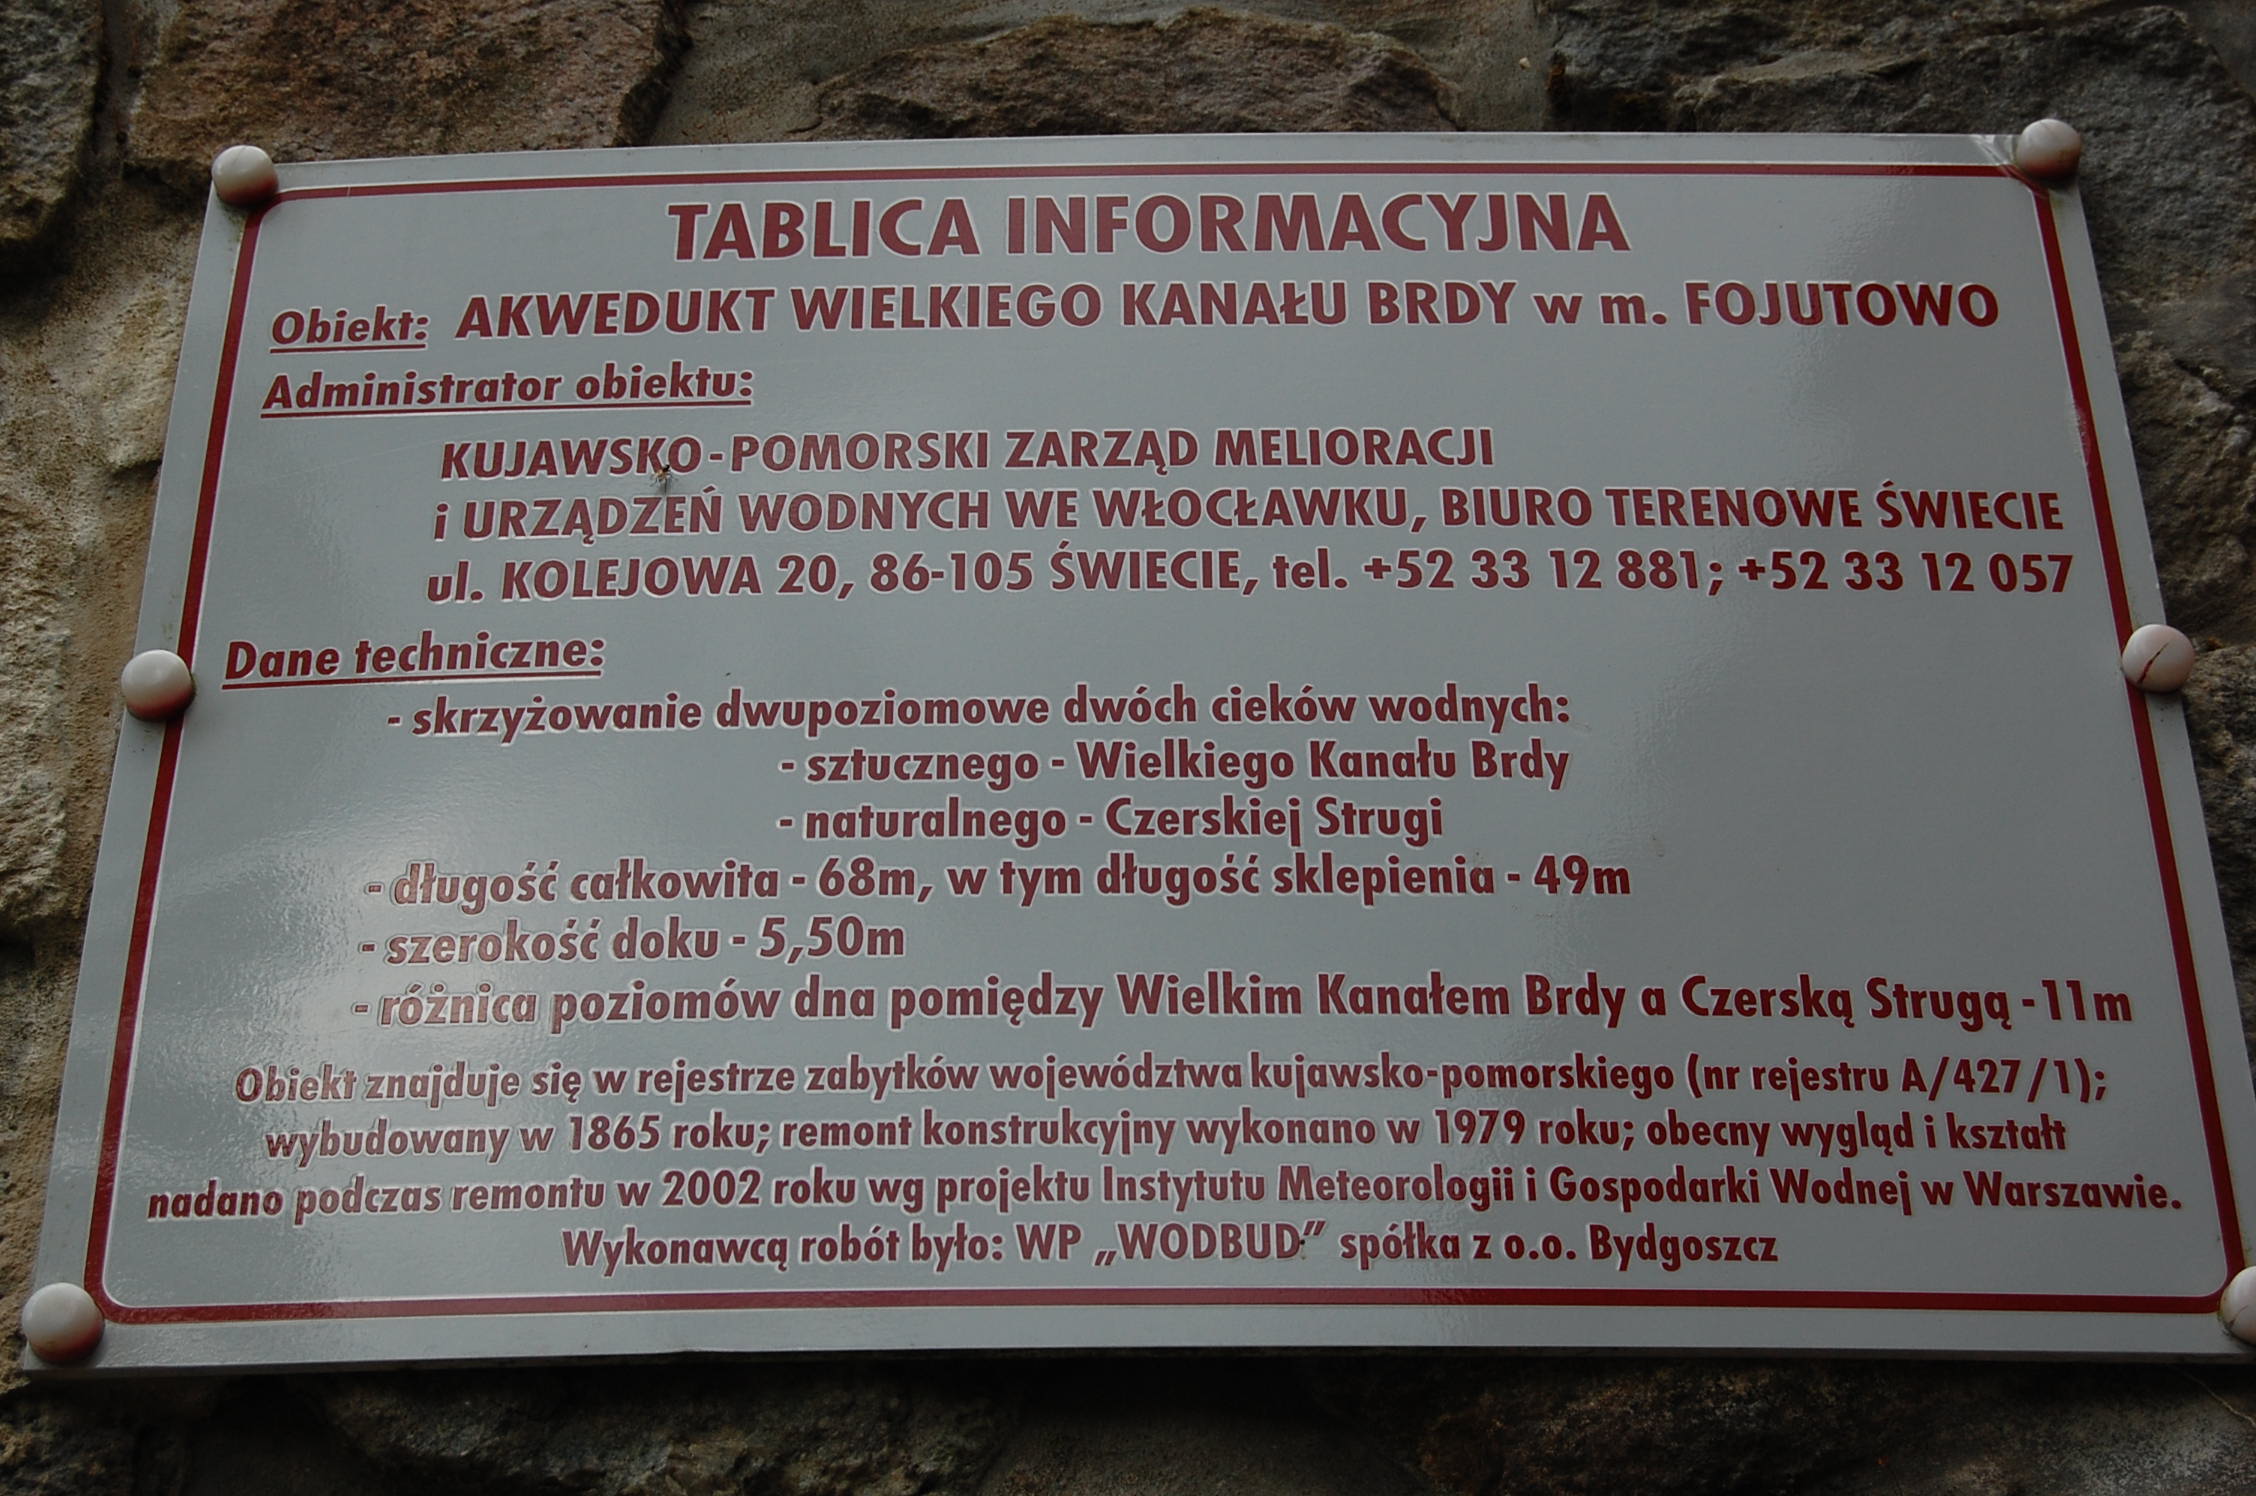 TABLICA INFORMACYJNA
Obiekt: AKWEDUKT WIELKIEGO KANAŁU BRDY w m. FOJUTOWO
Administrator obiektu:
KUJAWSKO-POMORSKI ZARZĄD MELIORACJI
i URZĄDZEŃ WODNYCH WE WŁOCŁAWKU, BIURO TERENOWE ŚWIECIE
ul. KOLEJOWA 20, 86-105 ŚWIECIE, tel. +52 33 12 881; +52 33 12 057
Dane techniczne:
- skrzyżowanie dwupoziomowe dwóch cieków wodnych:
- sztucznego - Wielkiego Kanału Brdy
- naturalnego - Czerskiej Strugi
- długość całkowita - 68m, w tym długość sklepienia - 49m
- szerokość doku - 5,50m
- różnica poziomów dna pomiędzy Wielkim Kanałem Brdy a Czerską Strugą -11m
Obiekt znajduje się w rejestrze zabytków województwa kujawsko-pomorskiego (nr rejestru A/427/1);
wybudowany w 1865 roku; remont konstrukcyjny wykonano w 1979 roku; obecny wygląd i kształt
nadano podczas remontu w 2002 roku wg projektu Instytutu Meteorologii i Gospodarki Wodnej w Warszawie.
Wykonawcą robót było: WP „WODBUD” spółka z o.o. Bydgoszcz